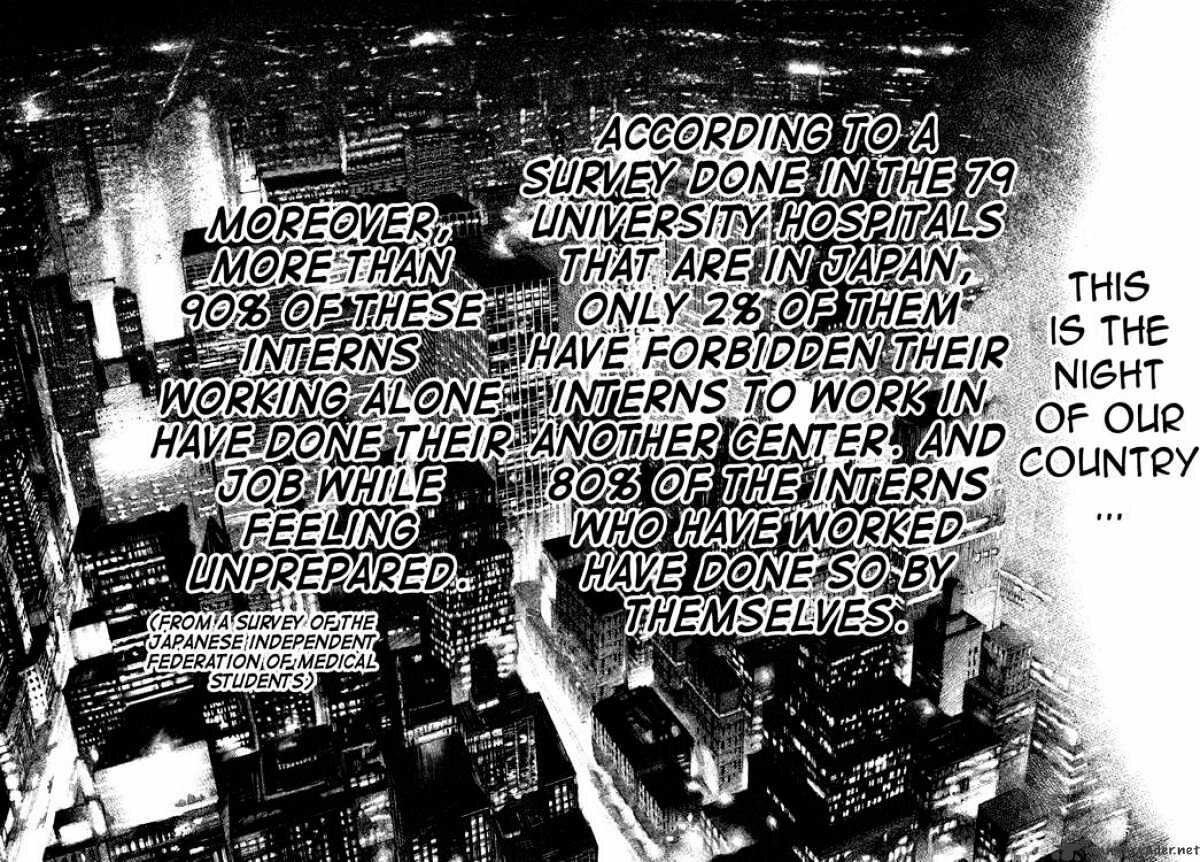 THIS
IS THE
NIGHT
OF OUR
COUNTRY
...
ACCORDING TO A
SURVEY DONE IN THE 79
UNIVERSITY HOSPITALS
THAT ARE IN JAPAN,
ONLY 2% OF THEM
HAVE FORBIDDEN THEIR
INTERNS TO WORK IN
ANOTHER CENTER. AND
80% OF THE INTERNS
WHO HAVE WORKED
HAVE DONE SO BY
THEMSELVES.
MOREOVER,
MORE THAN
90% OF THESE
INTERNS
WORKING ALONE
HAVE DONE THEIR
JOB WHILE
FEELING
UNPREPARED.
(FROM A SURVEY OF THE
JAPANESE INDEPENDENT
FEDERATION OF MEDICAL
STUDENTS)